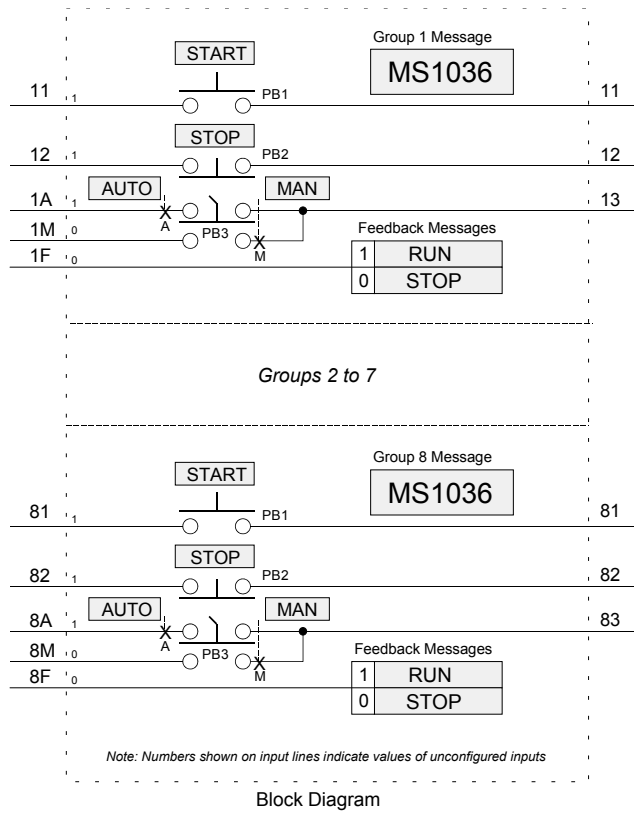 Group 1 Message
START
MS1036
11 1 PB1 11
STOP
12 1 PB2 12
AUTO MAN
1A 1 X A 13
1M 0 PB3 X M
Feedback Messages
1F 0
1 RUN
0 STOP
Groups 2 to 7
Group 8 Message
START
MS1036
81 1 PB1 81
STOP
82 1 PB2 82
AUTO MAN
8A 1 X A 83
8M 0 PB3 X M
Feedback Messages
8F 0
1 RUN
0 STOP
Note: Numbers shown on input lines indicate values of unconfigured inputs
Block Diagram